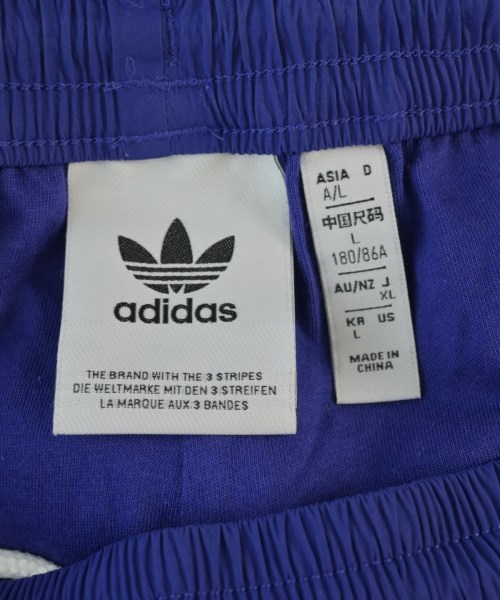 adidas
THE BRAND WITH THE 3 STRIPES
DIE WELTMARKE MIT DEN 3 STREIFEN
LA MARQUE AUX 3 BANDES
ASIA D
A/L
中国尺码
L
180/86A
AU/NZ J
XL
KR US
L
MADE IN
CHINA